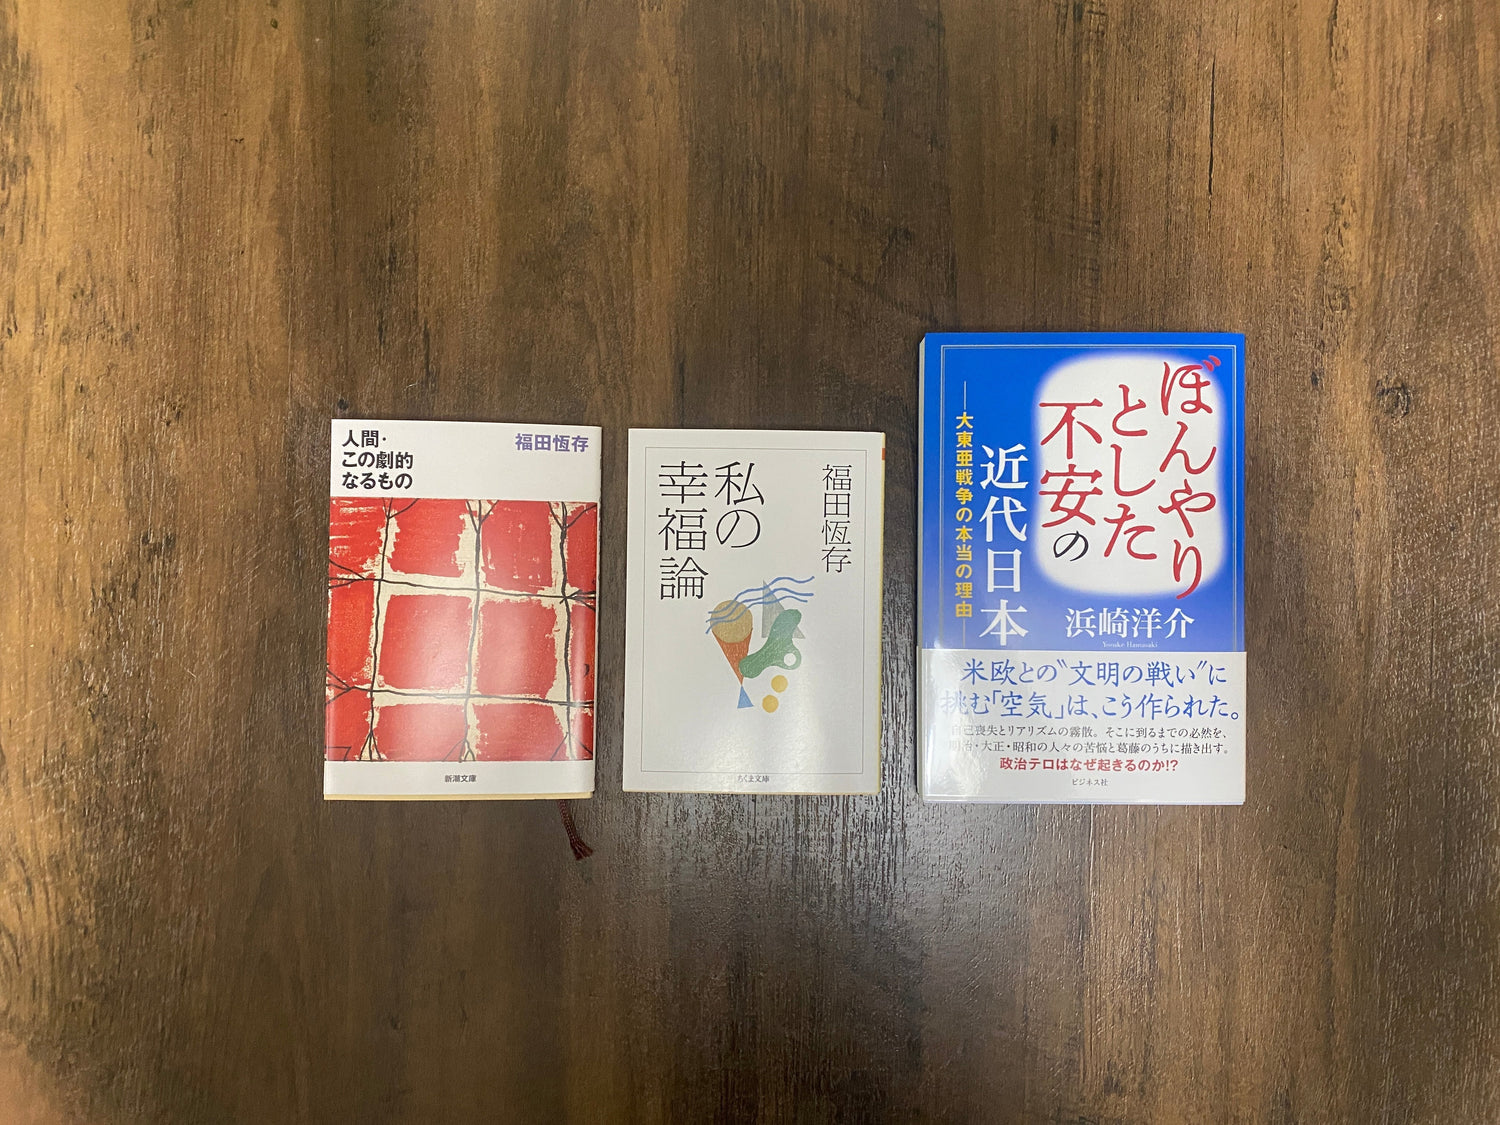 人間・
この劇的
なるもの
福田恆存
新潮文庫
福田恆存
私の
幸福論
ちくま文庫
ぼんやり
とした
不安の
近代日本
―大東亜戦争の本当の理由―
浜崎洋介
Yosuke Hamasaki
米欧との〝文明の戦い〟に
挑む「空気」は、こう作られた。
自己喪失とリアリズムの霧散。そこに到るまでの必然を、
明治・大正・昭和の人々の苦悩と葛藤のうちに描き出す。
政治テロはなぜ起きるのか!?
ビジネス社